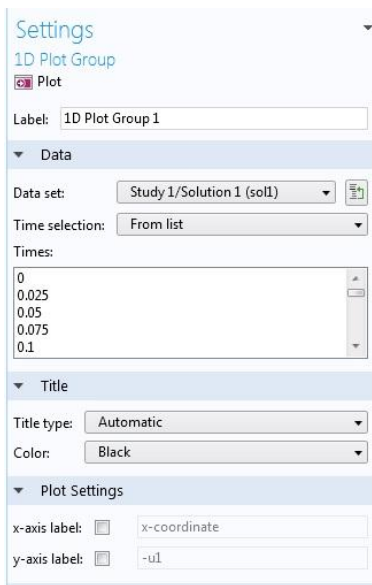 Settings
1D Plot Group
Plot
Label: 1D Plot Group 1
Data
Data set: Study 1/Solution 1 (sol1)
Time selection: From list
Times:
0
0.025
0.05
0.075
0.1
Title
Title type: Automatic
Color: Black
Plot Settings
x-axis label: x-coordinate
y-axis label: -u1